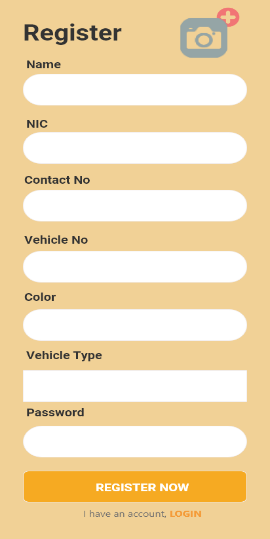 Register
Name
NIC
Contact No
Vehicle No
Color
Vehicle Type
Password
REGISTER NOW
I have an account, LOGIN